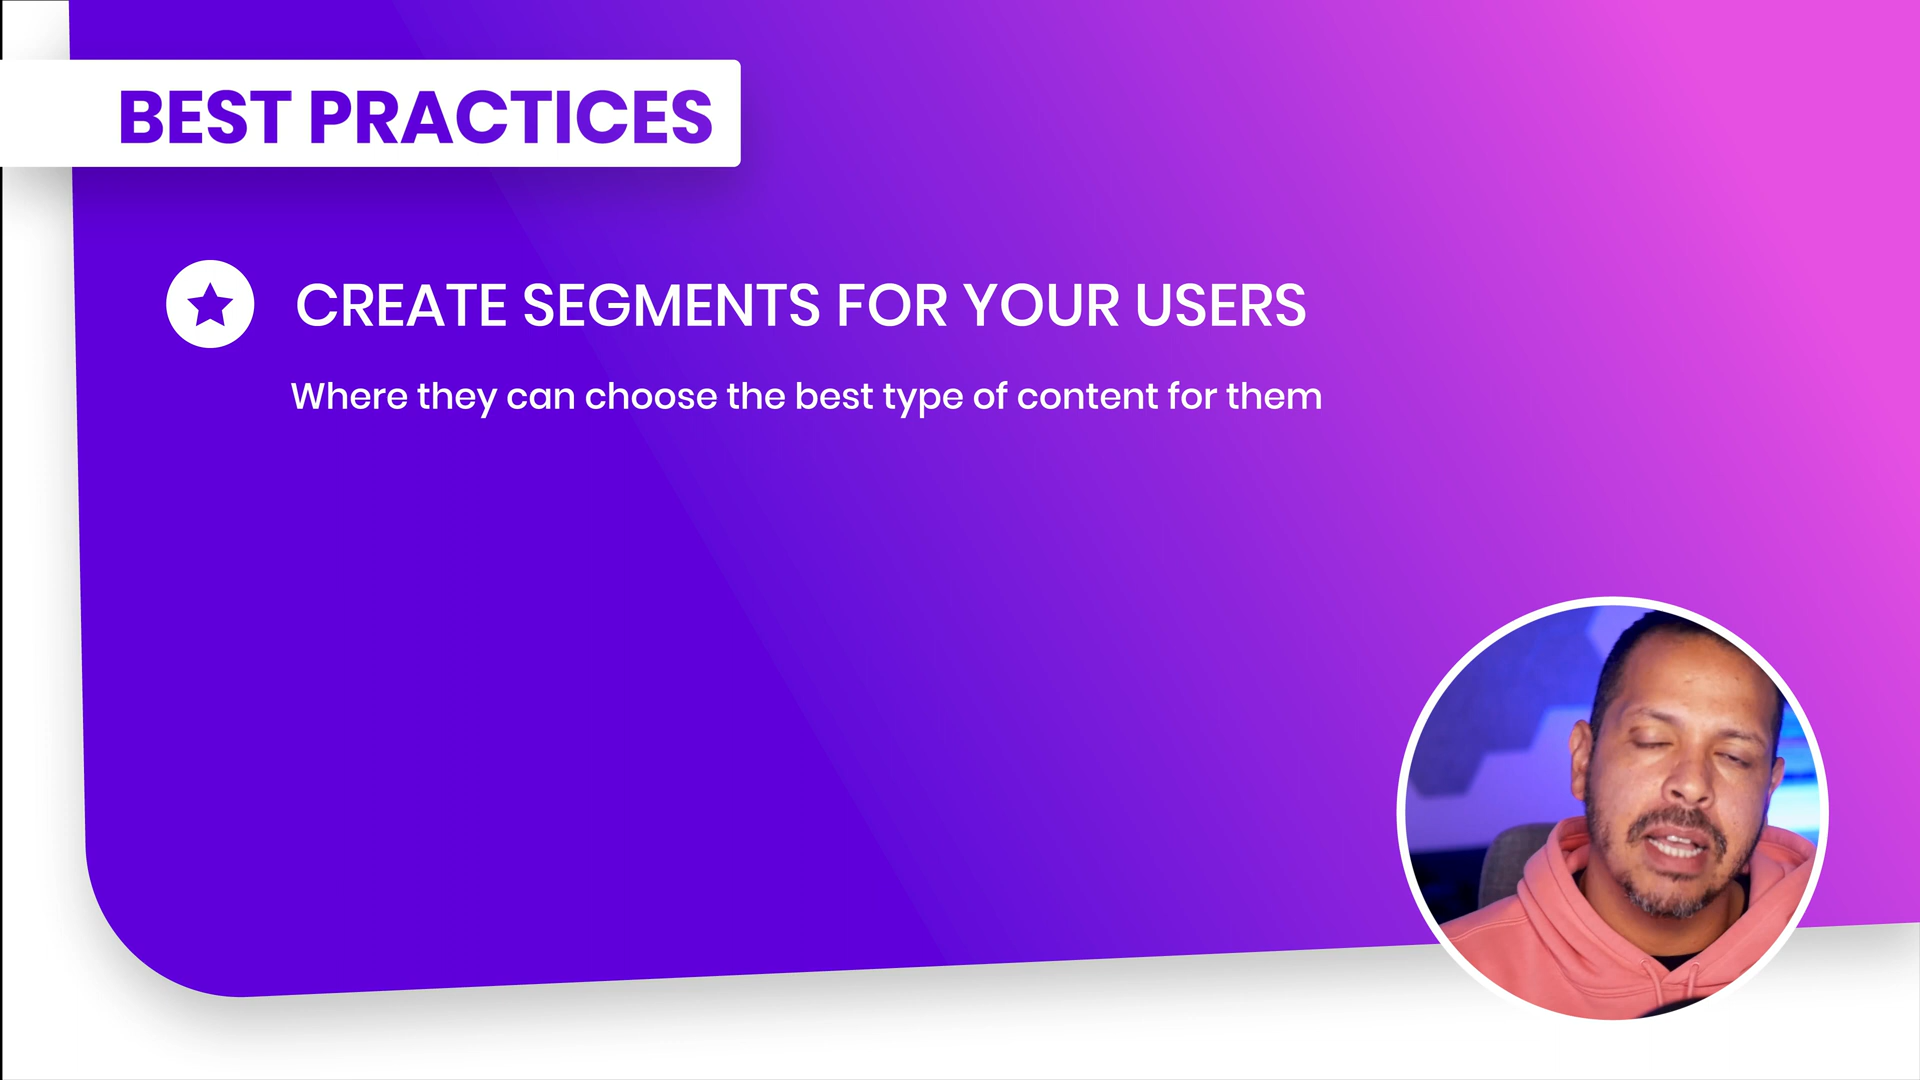 BEST PRACTICES
CREATE SEGMENTS FOR YOUR USERS
Where they can choose the best type of content for them